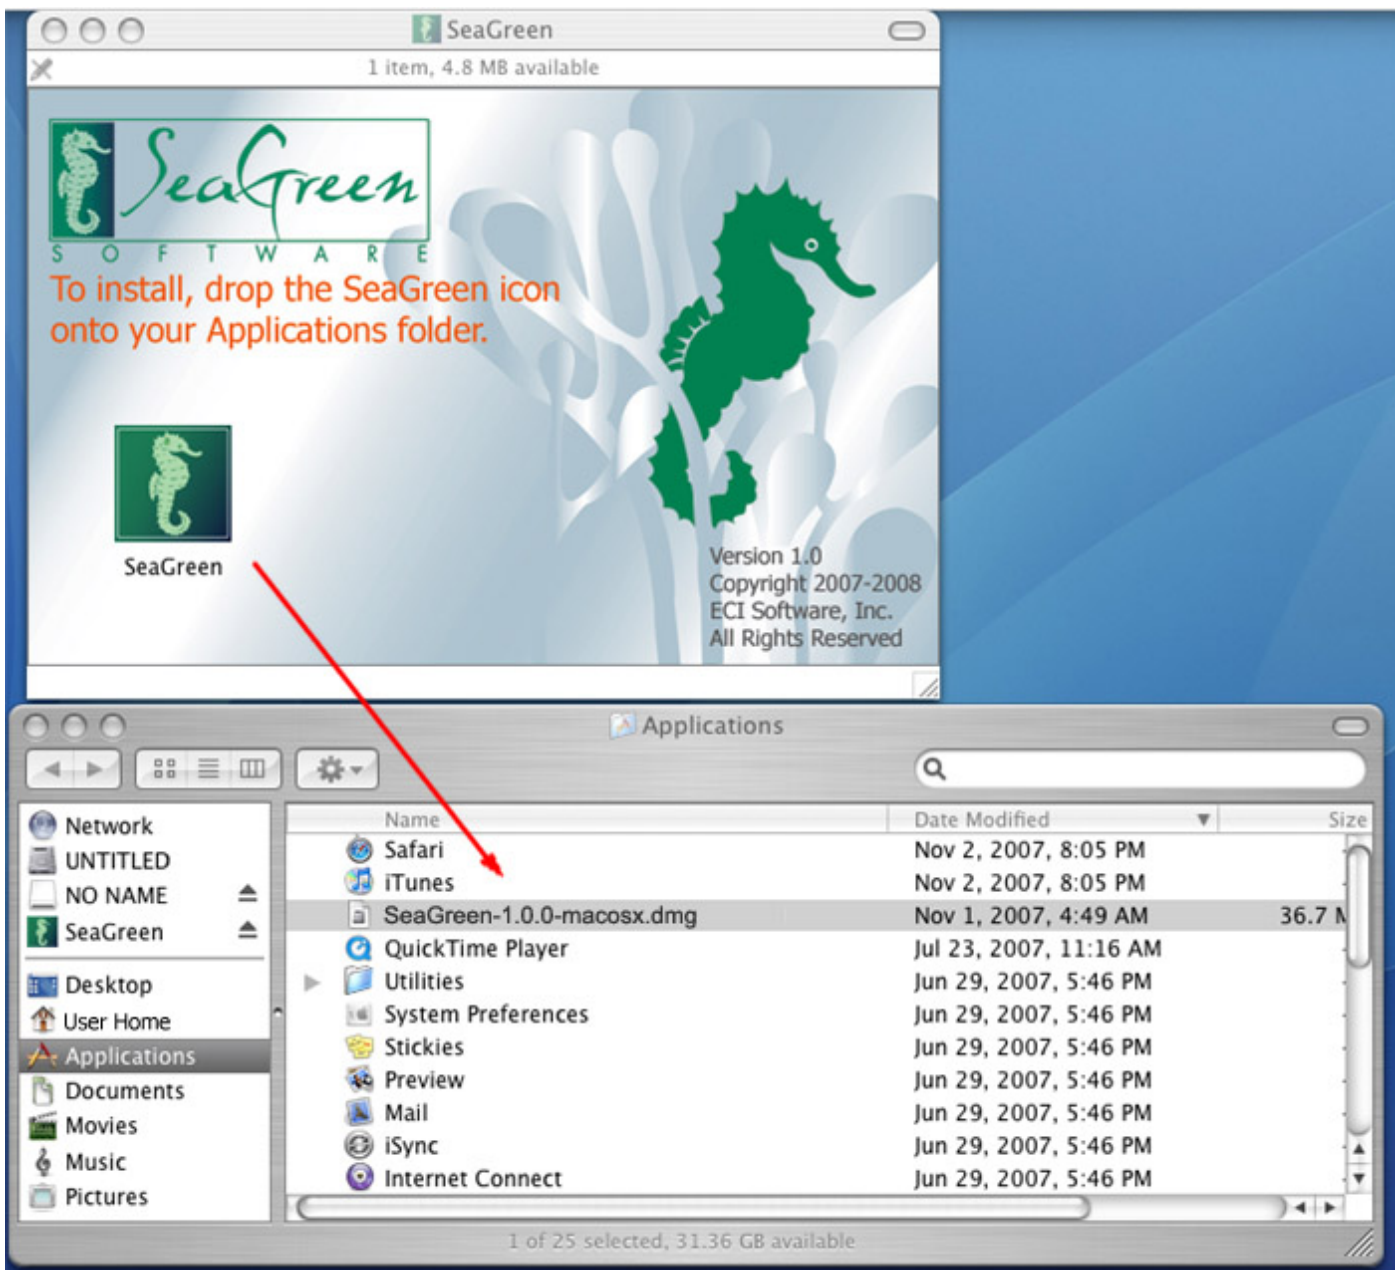 SeaGreen
1 item, 4.8 MB available
SeaGreen
SOFTWARE
To install, drop the SeaGreen icon
onto your Applications folder.
SeaGreen
Version 1.0
Copyright 2007-2008
ECI Software, Inc.
All Rights Reserved
Applications
Network
UNTITLED
NO NAME
SeaGreen
Desktop
User Home
Applications
Documents
Movies
Music
Pictures
Name Date Modified Size
Safari Nov 2, 2007, 8:05 PM
iTunes Nov 2, 2007, 8:05 PM
SeaGreen-1.0.0-macosx.dmg Nov 1, 2007, 4:49 AM 36.7 M
QuickTime Player Jul 23, 2007, 11:16 AM
Utilities Jun 29, 2007, 5:46 PM
System Preferences Jun 29, 2007, 5:46 PM
Stickies Jun 29, 2007, 5:46 PM
Preview Jun 29, 2007, 5:46 PM
Mail Jun 29, 2007, 5:46 PM
iSync Jun 29, 2007, 5:46 PM
Internet Connect Jun 29, 2007, 5:46 PM
1 of 25 selected, 31.36 GB available